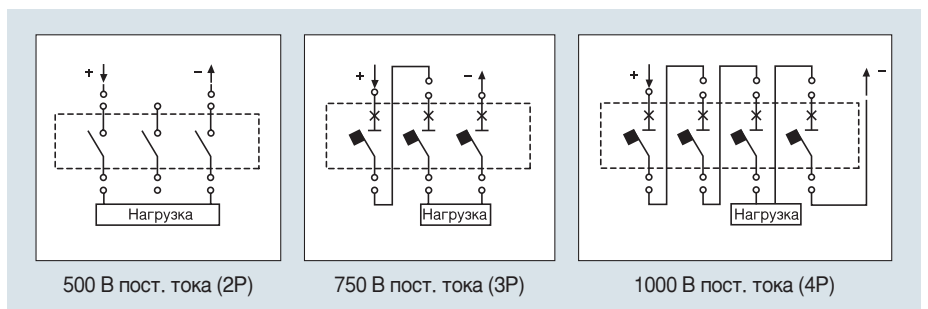 + −
+ −
+ −
Нагрузка
Нагрузка
Нагрузка
500 В пост. тока (2P)
750 В пост. тока (3P)
1000 В пост. тока (4P)